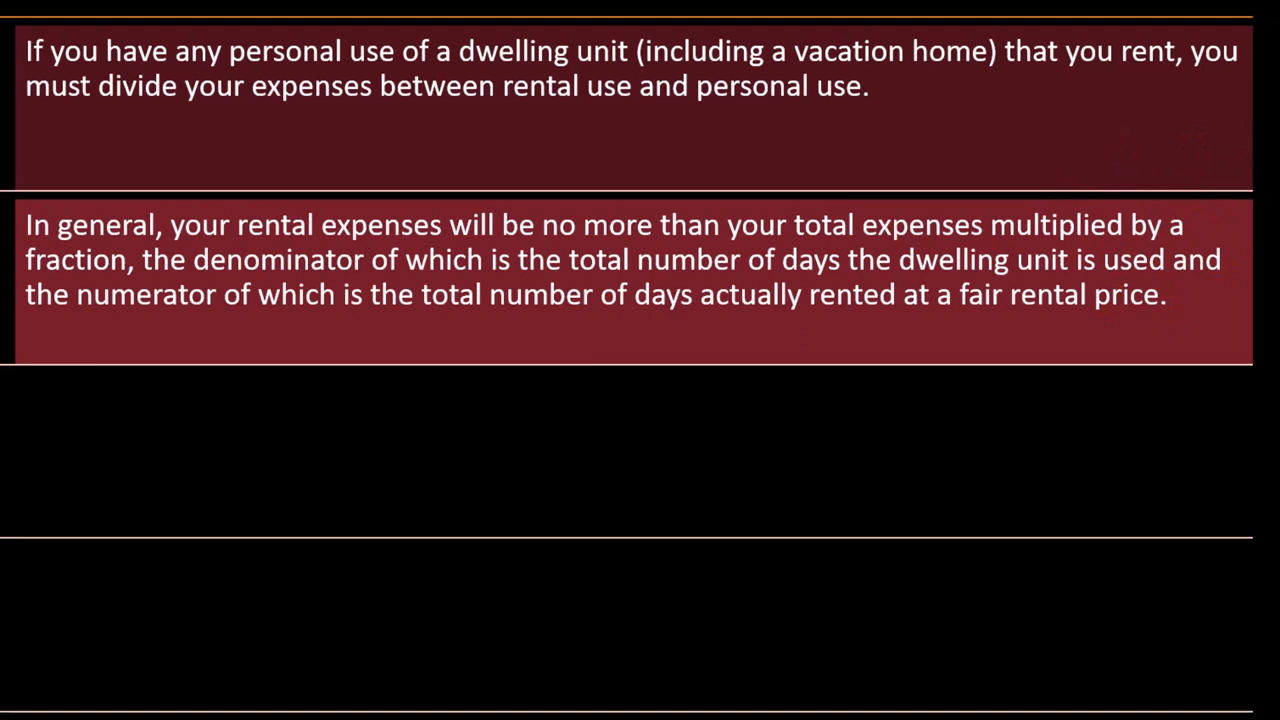 If you have any personal use of a dwelling unit (including a vacation home) that you rent, you
must divide your expenses between rental use and personal use.
In general, your rental expenses will be no more than your total expenses multiplied by a
fraction, the denominator of which is the total number of days the dwelling unit is used and
the numerator of which is the total number of days actually rented at a fair rental price.